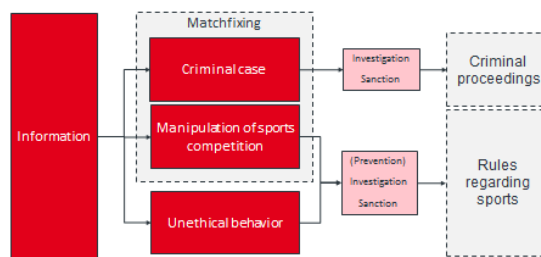 Matchfixing
Criminal case
Investigation
Sanction
Criminal
proceedings
Information
Manipulation of sports
competition
(Prevention)
Investigation
Sanction
Rules
regarding
sports
Unethical behavior